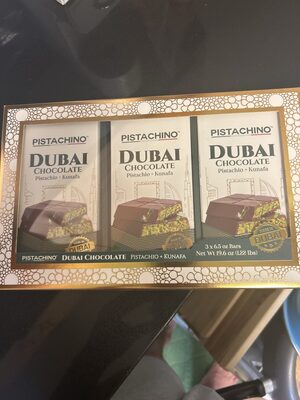 PISTACHINO
DUBAI
CHOCOLATE
Pistachio • Kunafa
PISTACHINO
DUBAI
CHOCOLATE
Pistachio • Kunafa
PISTACHINO
DUBAI
CHOCOLATE
Pistachio • Kunafa
DUBAI
3 x 6.5 oz Bars
Net Wt 19.6 oz (1.22 lbs)
PISTACHINO DUBAI CHOCOLATE PISTACHIO • KUNAFA